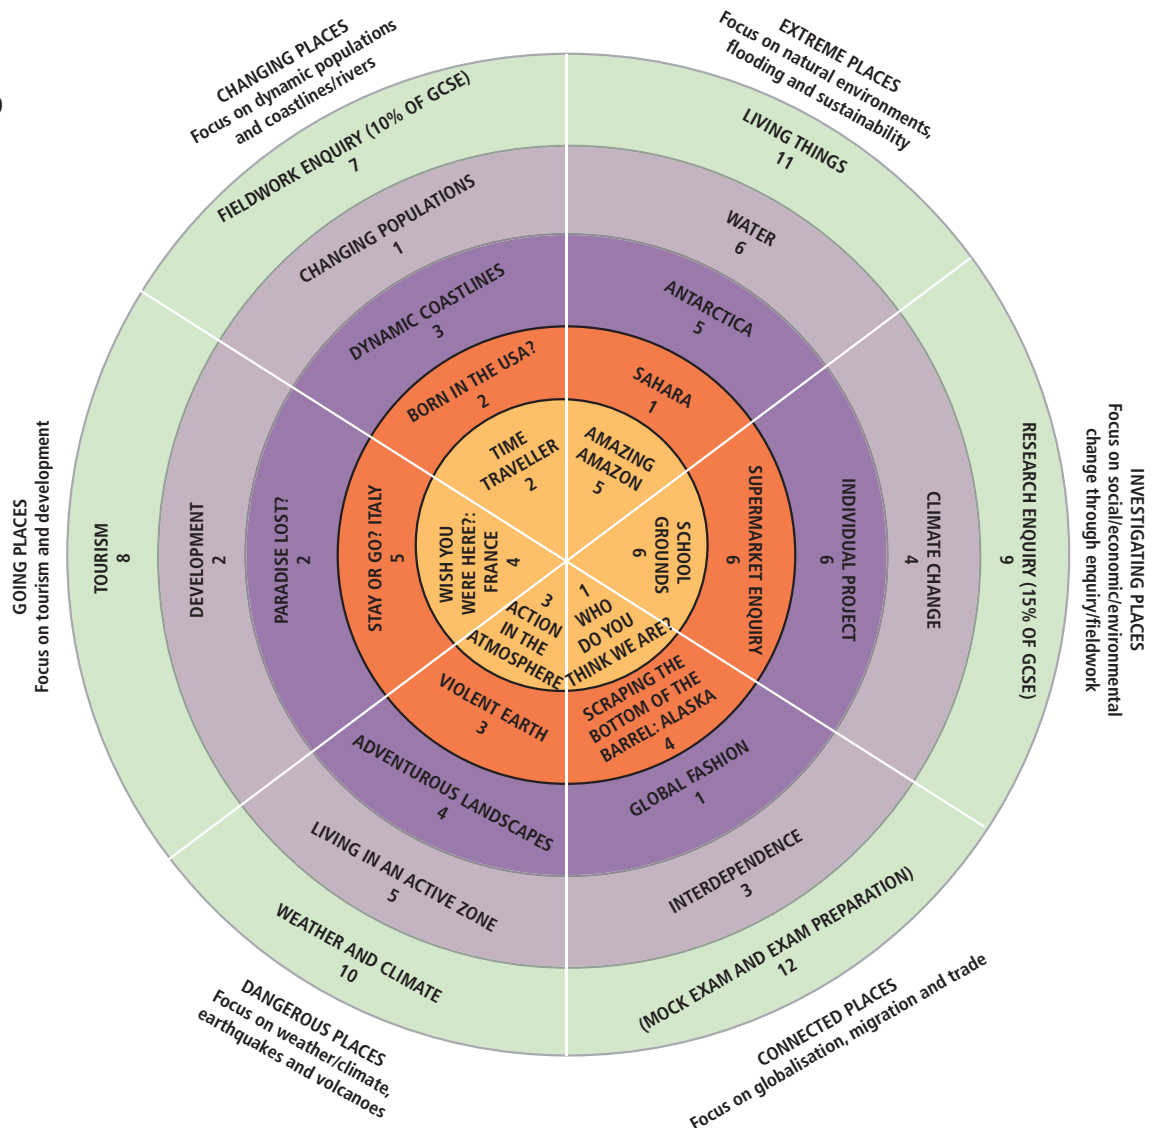 CHANGING PLACES
Focus on dynamic populations
and coastlines/rivers
FIELDWORK ENQUIRY (10% OF GCSE)
7
CHANGING POPULATIONS
1
DYNAMIC COASTLINES
3
BORN IN THE USA?
2
TIME
TRAVELLER
2
EXTREME PLACES
Focus on natural environments,
flooding and sustainability
LIVING THINGS
11
WATER
6
ANTARCTICA
5
SAHARA
1
AMAZING
AMAZON
5
INVESTIGATING PLACES
Focus on social/economic/environmental
change through enquiry/fieldwork
RESEARCH ENQUIRY (15% OF GCSE)
9
CLIMATE CHANGE
4
INDIVIDUAL PROJECT
6
SUPERMARKET ENQUIRY
6
SCHOOL
GROUNDS
6
1
WHO
DO YOU
THINK WE ARE?
SCRAPING THE
BOTTOM OF THE
BARREL: ALASKA
4
GLOBAL FASHION
1
INTERDEPENDENCE
3
(MOCK EXAM AND EXAM PREPARATION)
12
CONNECTED PLACES
Focus on globalisation, migration and trade
3
ACTION
IN THE
ATMOSPHERE
VIOLENT EARTH
3
ADVENTUROUS LANDSCAPES
4
LIVING IN AN ACTIVE ZONE
5
WEATHER AND CLIMATE
10
DANGEROUS PLACES
Focus on weather/climate,
earthquakes and volcanoes
GOING PLACES
Focus on tourism and development
TOURISM
8
DEVELOPMENT
2
PARADISE LOST?
2
STAY OR GO? ITALY
5
WISH YOU
WERE HERE?:
FRANCE
4